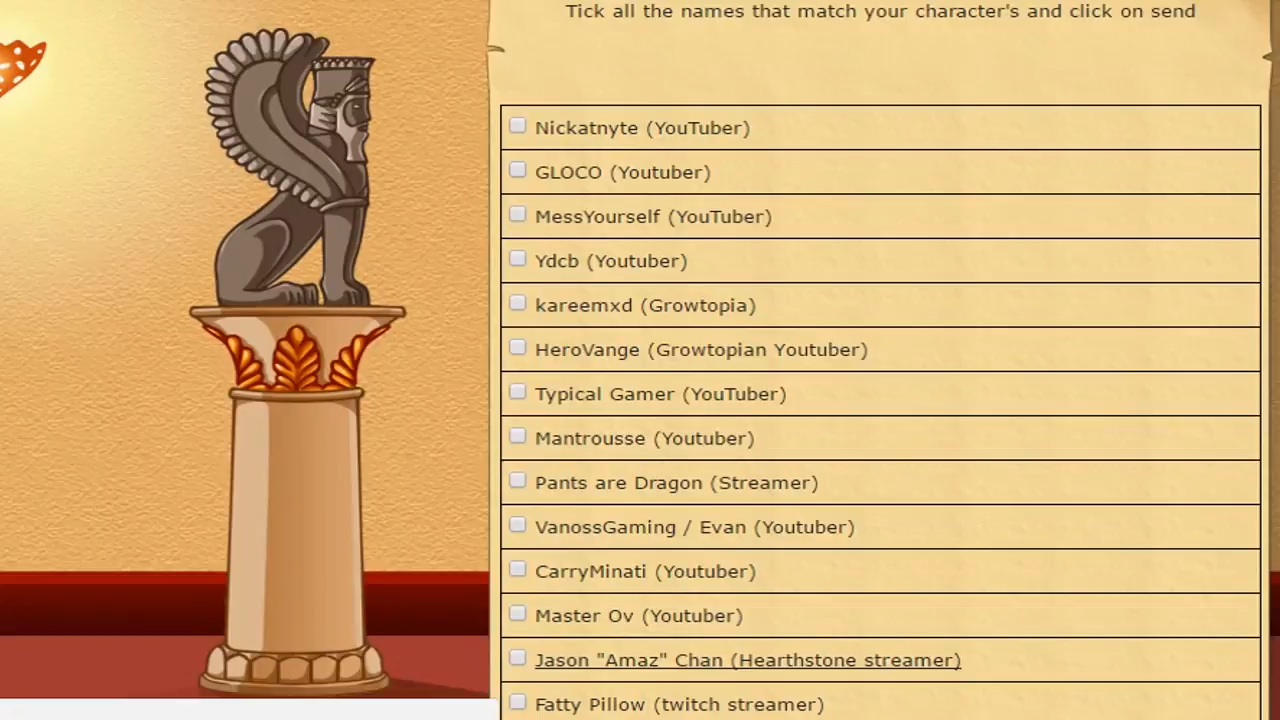 Tick all the names that match your character's and click on send
Nickatnyte (YouTuber)
GLOCO (Youtuber)
MessYourself (YouTuber)
Ydcb (Youtuber)
kareemxd (Growtopia)
HeroVange (Growtopian Youtuber)
Typical Gamer (YouTuber)
Mantrousse (Youtuber)
Pants are Dragon (Streamer)
VanossGaming / Evan (Youtuber)
CarryMinati (Youtuber)
Master Ov (Youtuber)
Jason "Amaz" Chan (Hearthstone streamer)
Fatty Pillow (twitch streamer)